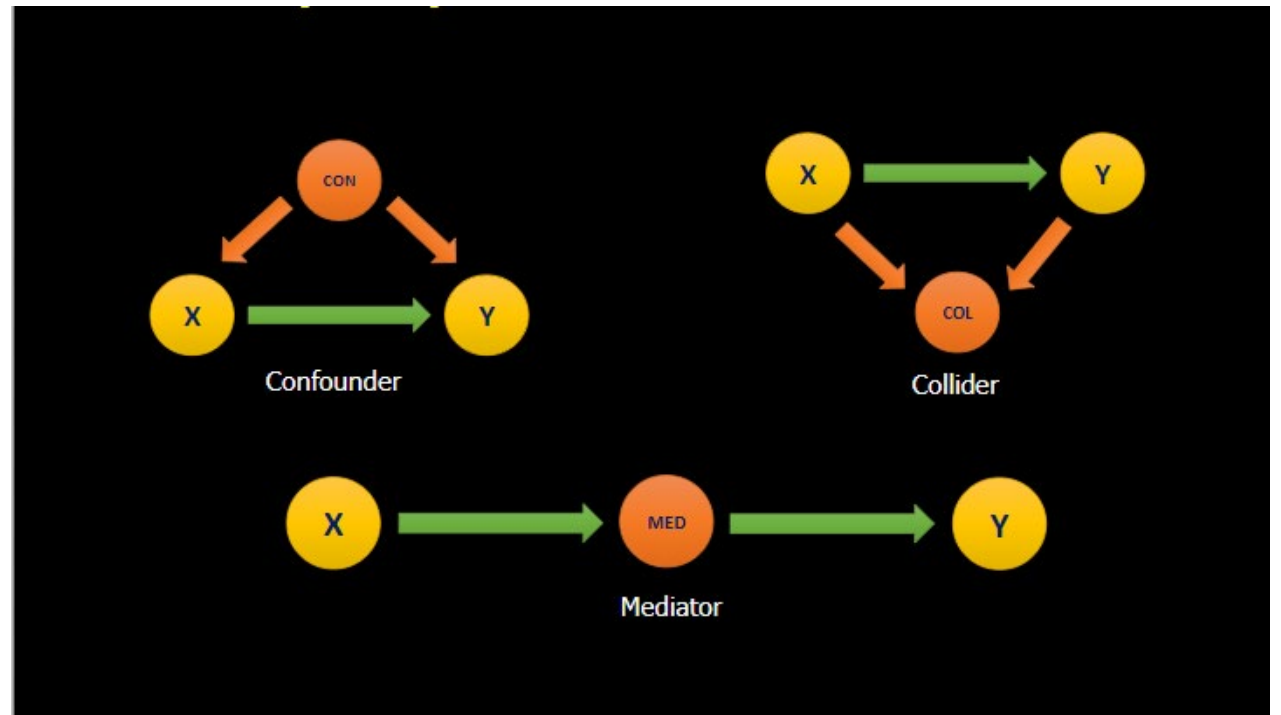 CON
X
Y
Confounder
X
Y
COL
Collider
X
MED
Y
Mediator